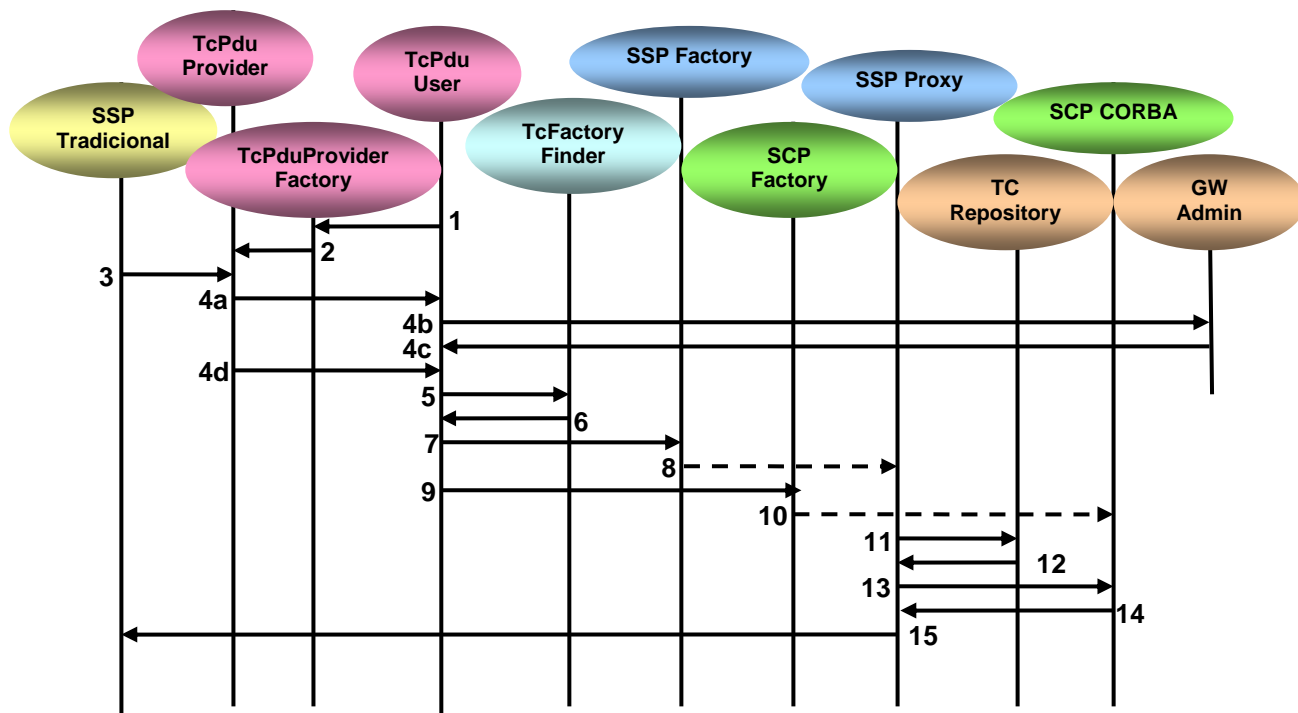 TcPdu
Provider
TcPdu
User
SSP Factory
SSP Proxy
SSP
Tradicional
TcPduProvider
Factory
TcFactory
Finder
SCP
Factory
SCP CORBA
TC
Repository
GW
Admin
1
2
3
4a
4b
4c
4d
5
6
7
8
9
10
11
12
13
14
15